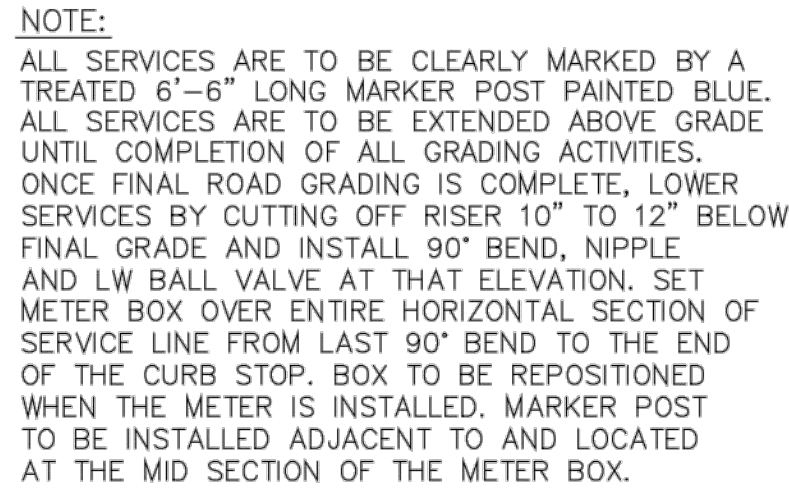 NOTE:
ALL SERVICES ARE TO BE CLEARLY MARKED BY A
TREATED 6'-6" LONG MARKER POST PAINTED BLUE.
ALL SERVICES ARE TO BE EXTENDED ABOVE GRADE
UNTIL COMPLETION OF ALL GRADING ACTIVITIES.
ONCE FINAL ROAD GRADING IS COMPLETE, LOWER
SERVICES BY CUTTING OFF RISER 10" TO 12" BELOW
FINAL GRADE AND INSTALL 90° BEND, NIPPLE
AND LW BALL VALVE AT THAT ELEVATION. SET
METER BOX OVER ENTIRE HORIZONTAL SECTION OF
SERVICE LINE FROM LAST 90° BEND TO THE END
OF THE CURB STOP. BOX TO BE REPOSITIONED
WHEN THE METER IS INSTALLED. MARKER POST
TO BE INSTALLED ADJACENT TO AND LOCATED
AT THE MID SECTION OF THE METER BOX.